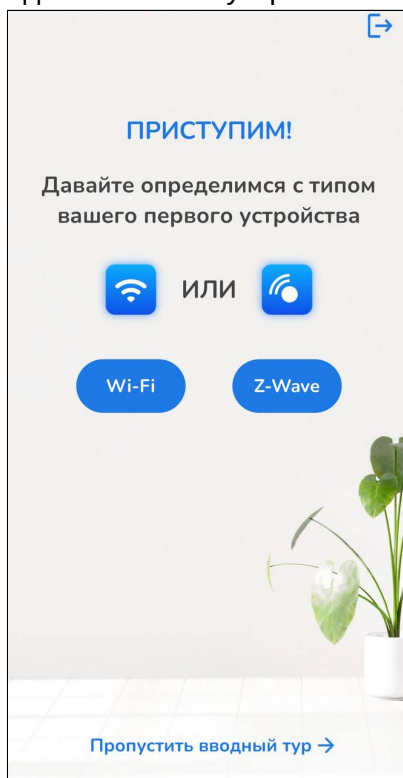 ПРИСТУПИМ!
Давайте определимся с типом
вашего первого устройства
ИЛИ
Wi-Fi
Z-Wave
Пропустить вводный тур →